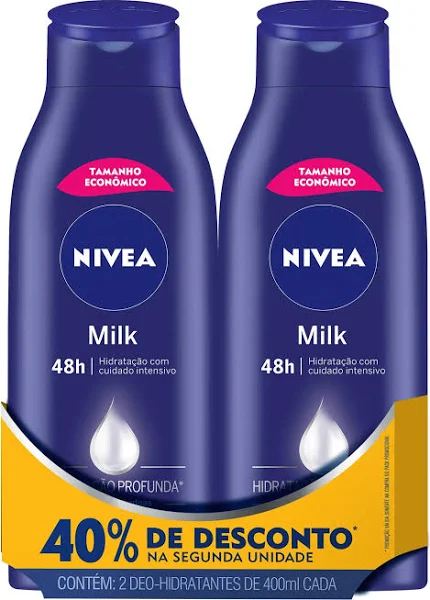 TAMANHO
ECONÔMICO
NIVEA
Milk
48h Hidratação com
cuidado intensivo
PROFUNDA*
TAMANHO
ECONÔMICO
NIVEA
Milk
48h Hidratação com
cuidado intensivo
40% DE DESCONTO*
NA SEGUNDA UNIDADE
CONTÉM: 2 DEO-HIDRATANTES DE 400ml CADA